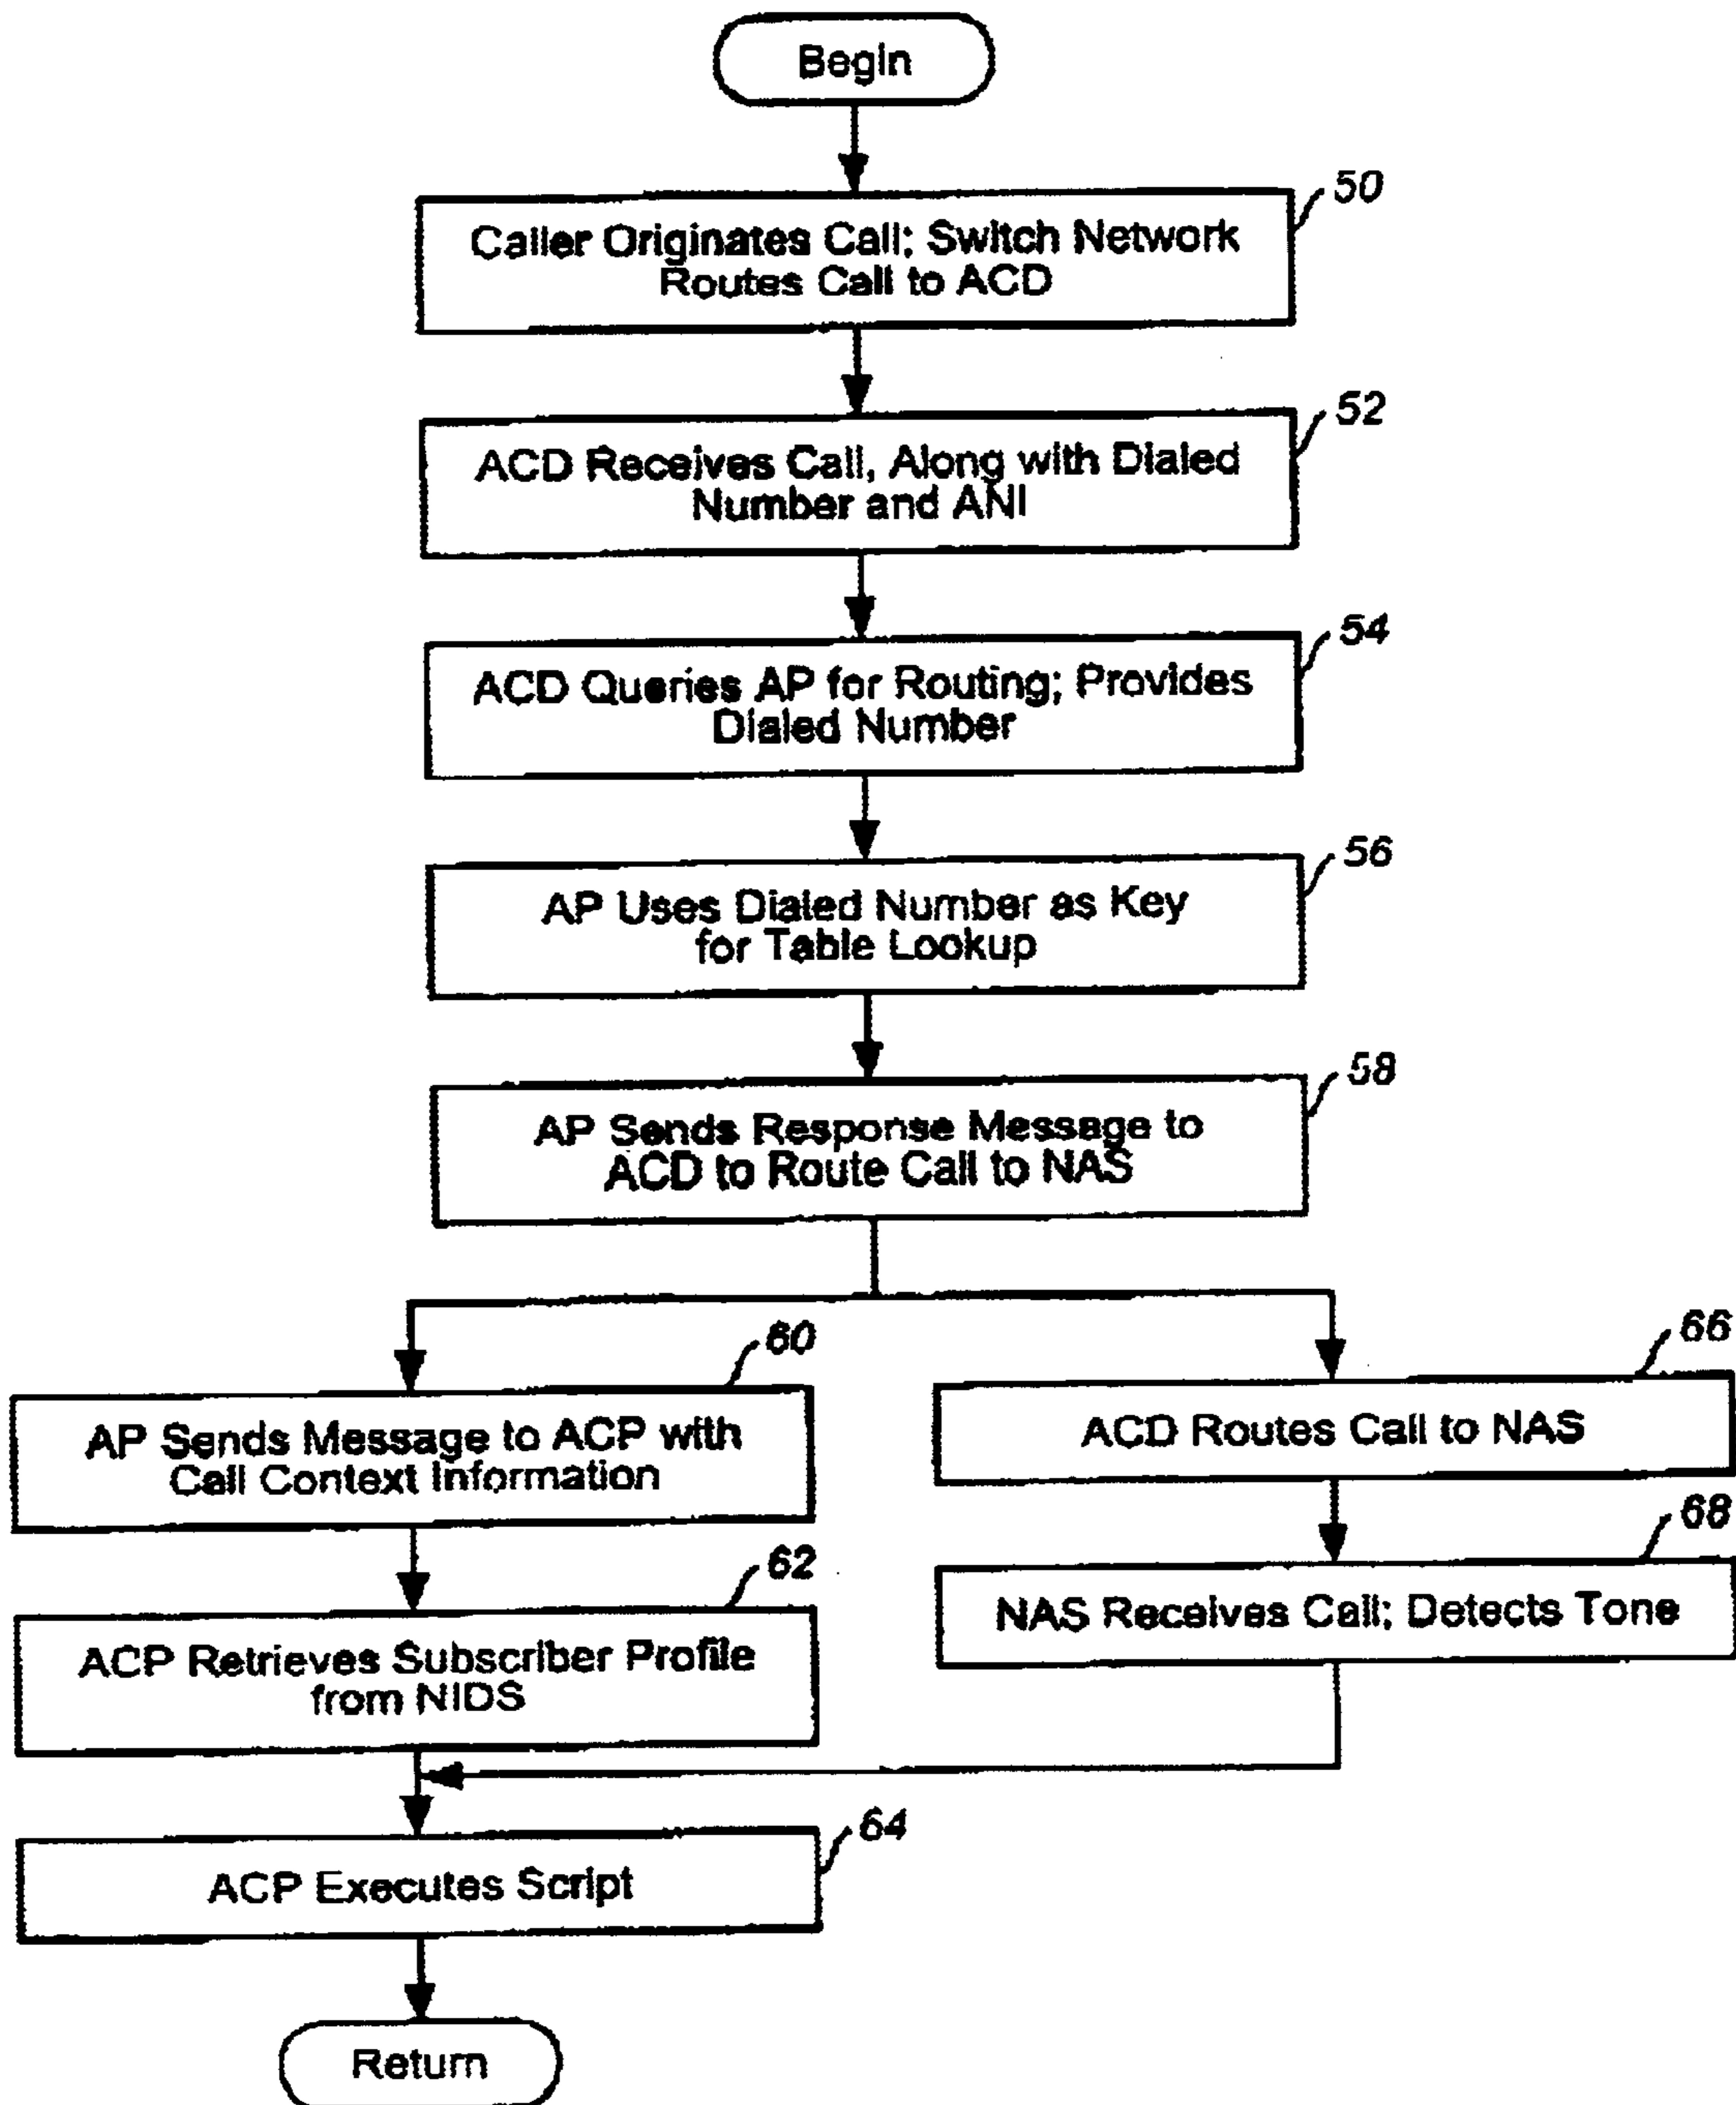 Begin
50
Caller Originates Call; Switch Network
Routes Call to ACD
52
ACD Receives Call, Along with Dialed
Number and ANI
54
ACD Queries AP for Routing; Provides
Dialed Number
56
AP Uses Dialed Number as Key
for Table Lookup
58
AP Sends Response Message to
ACD to Route Call to NAS
60
AP Sends Message to ACP with
Call Context Information
66
ACD Routes Call to NAS
62
ACP Retrieves Subscriber Profile
from NIDS
68
NAS Receives Call; Detects Tone
64
ACP Executes Script
Return